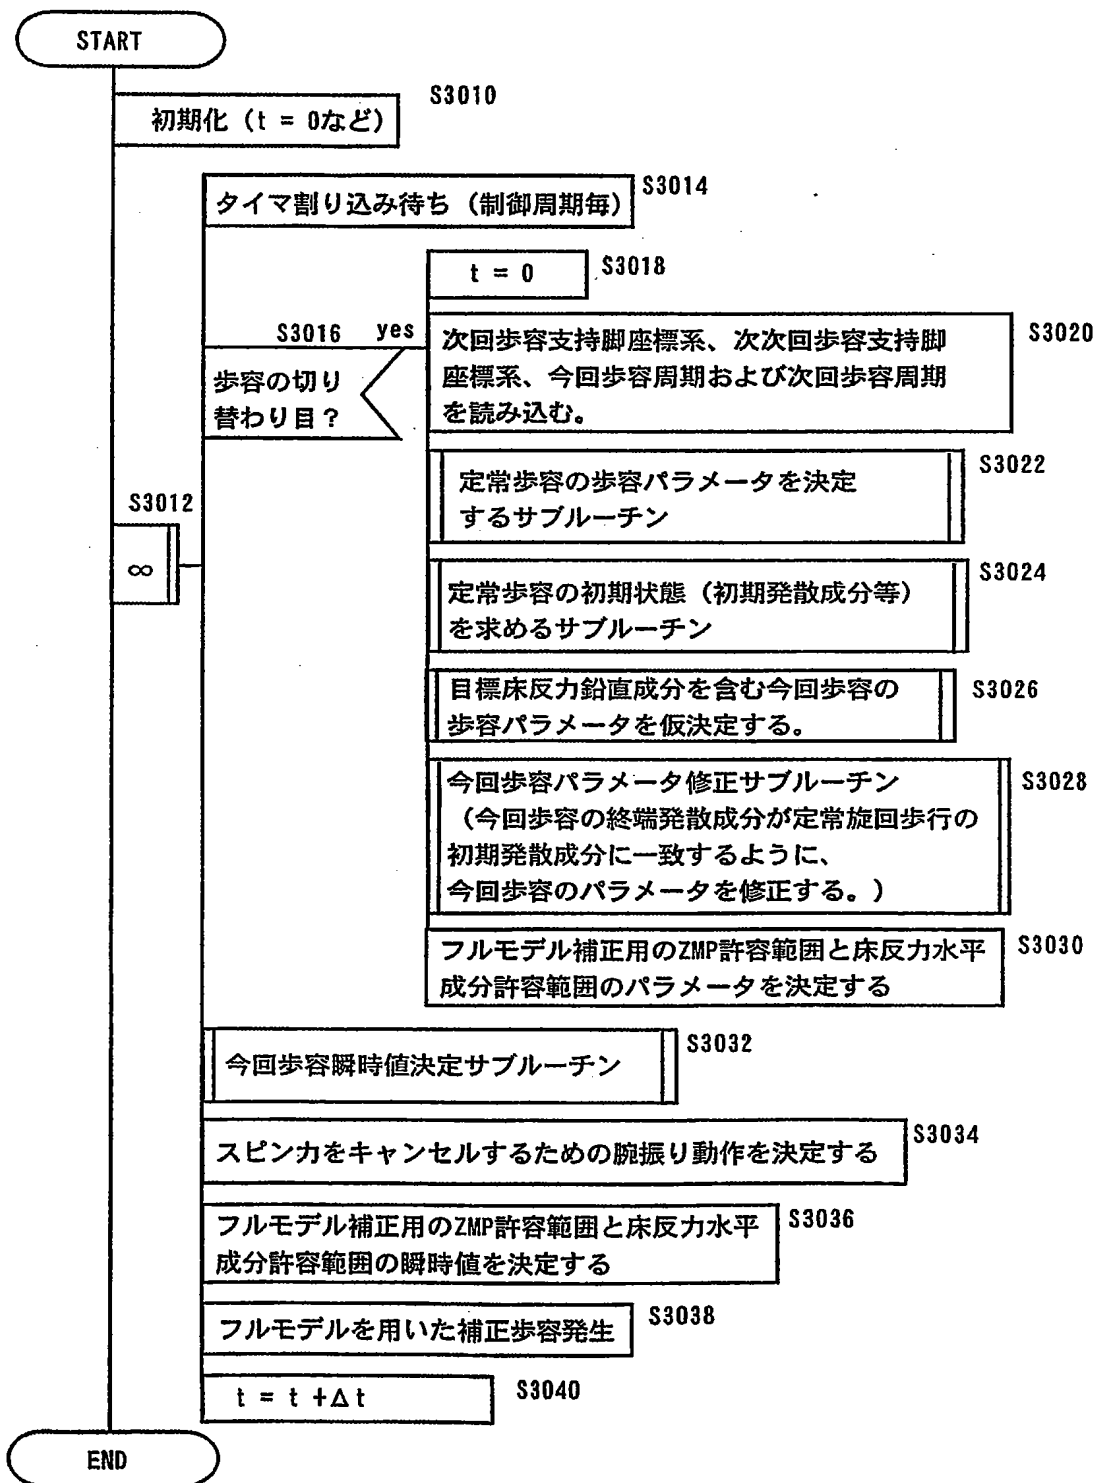 START
S3010
初期化（t = 0など）
S3014
タイマ割り込み待ち（制御周期毎）
S3018
t = 0
S3016 yes
歩容の切り
替わり目？
S3020
次回歩容支持脚座標系、次次回歩容支持脚
座標系、今回歩容周期および次回歩容周期
を読み込む。
S3022
定常歩容の歩容パラメータを決定
するサブルーチン
S3012
∞
S3024
定常歩容の初期状態（初期発散成分等）
を求めるサブルーチン
S3026
目標床反力鉛直成分を含む今回歩容の
歩容パラメータを仮決定する。
S3028
今回歩容パラメータ修正サブルーチン
（今回歩容の終端発散成分が定常旋回歩行の
初期発散成分に一致するように、
今回歩容のパラメータを修正する。）
S3030
フルモデル補正用のZMP許容範囲と床反力水平
成分許容範囲のパラメータを決定する
S3032
今回歩容瞬時値決定サブルーチン
S3034
スピン力をキャンセルするための腕振り動作を決定する
S3036
フルモデル補正用のZMP許容範囲と床反力水平
成分許容範囲の瞬時値を決定する
S3038
フルモデルを用いた補正歩容発生
S3040
t = t +Δt
END